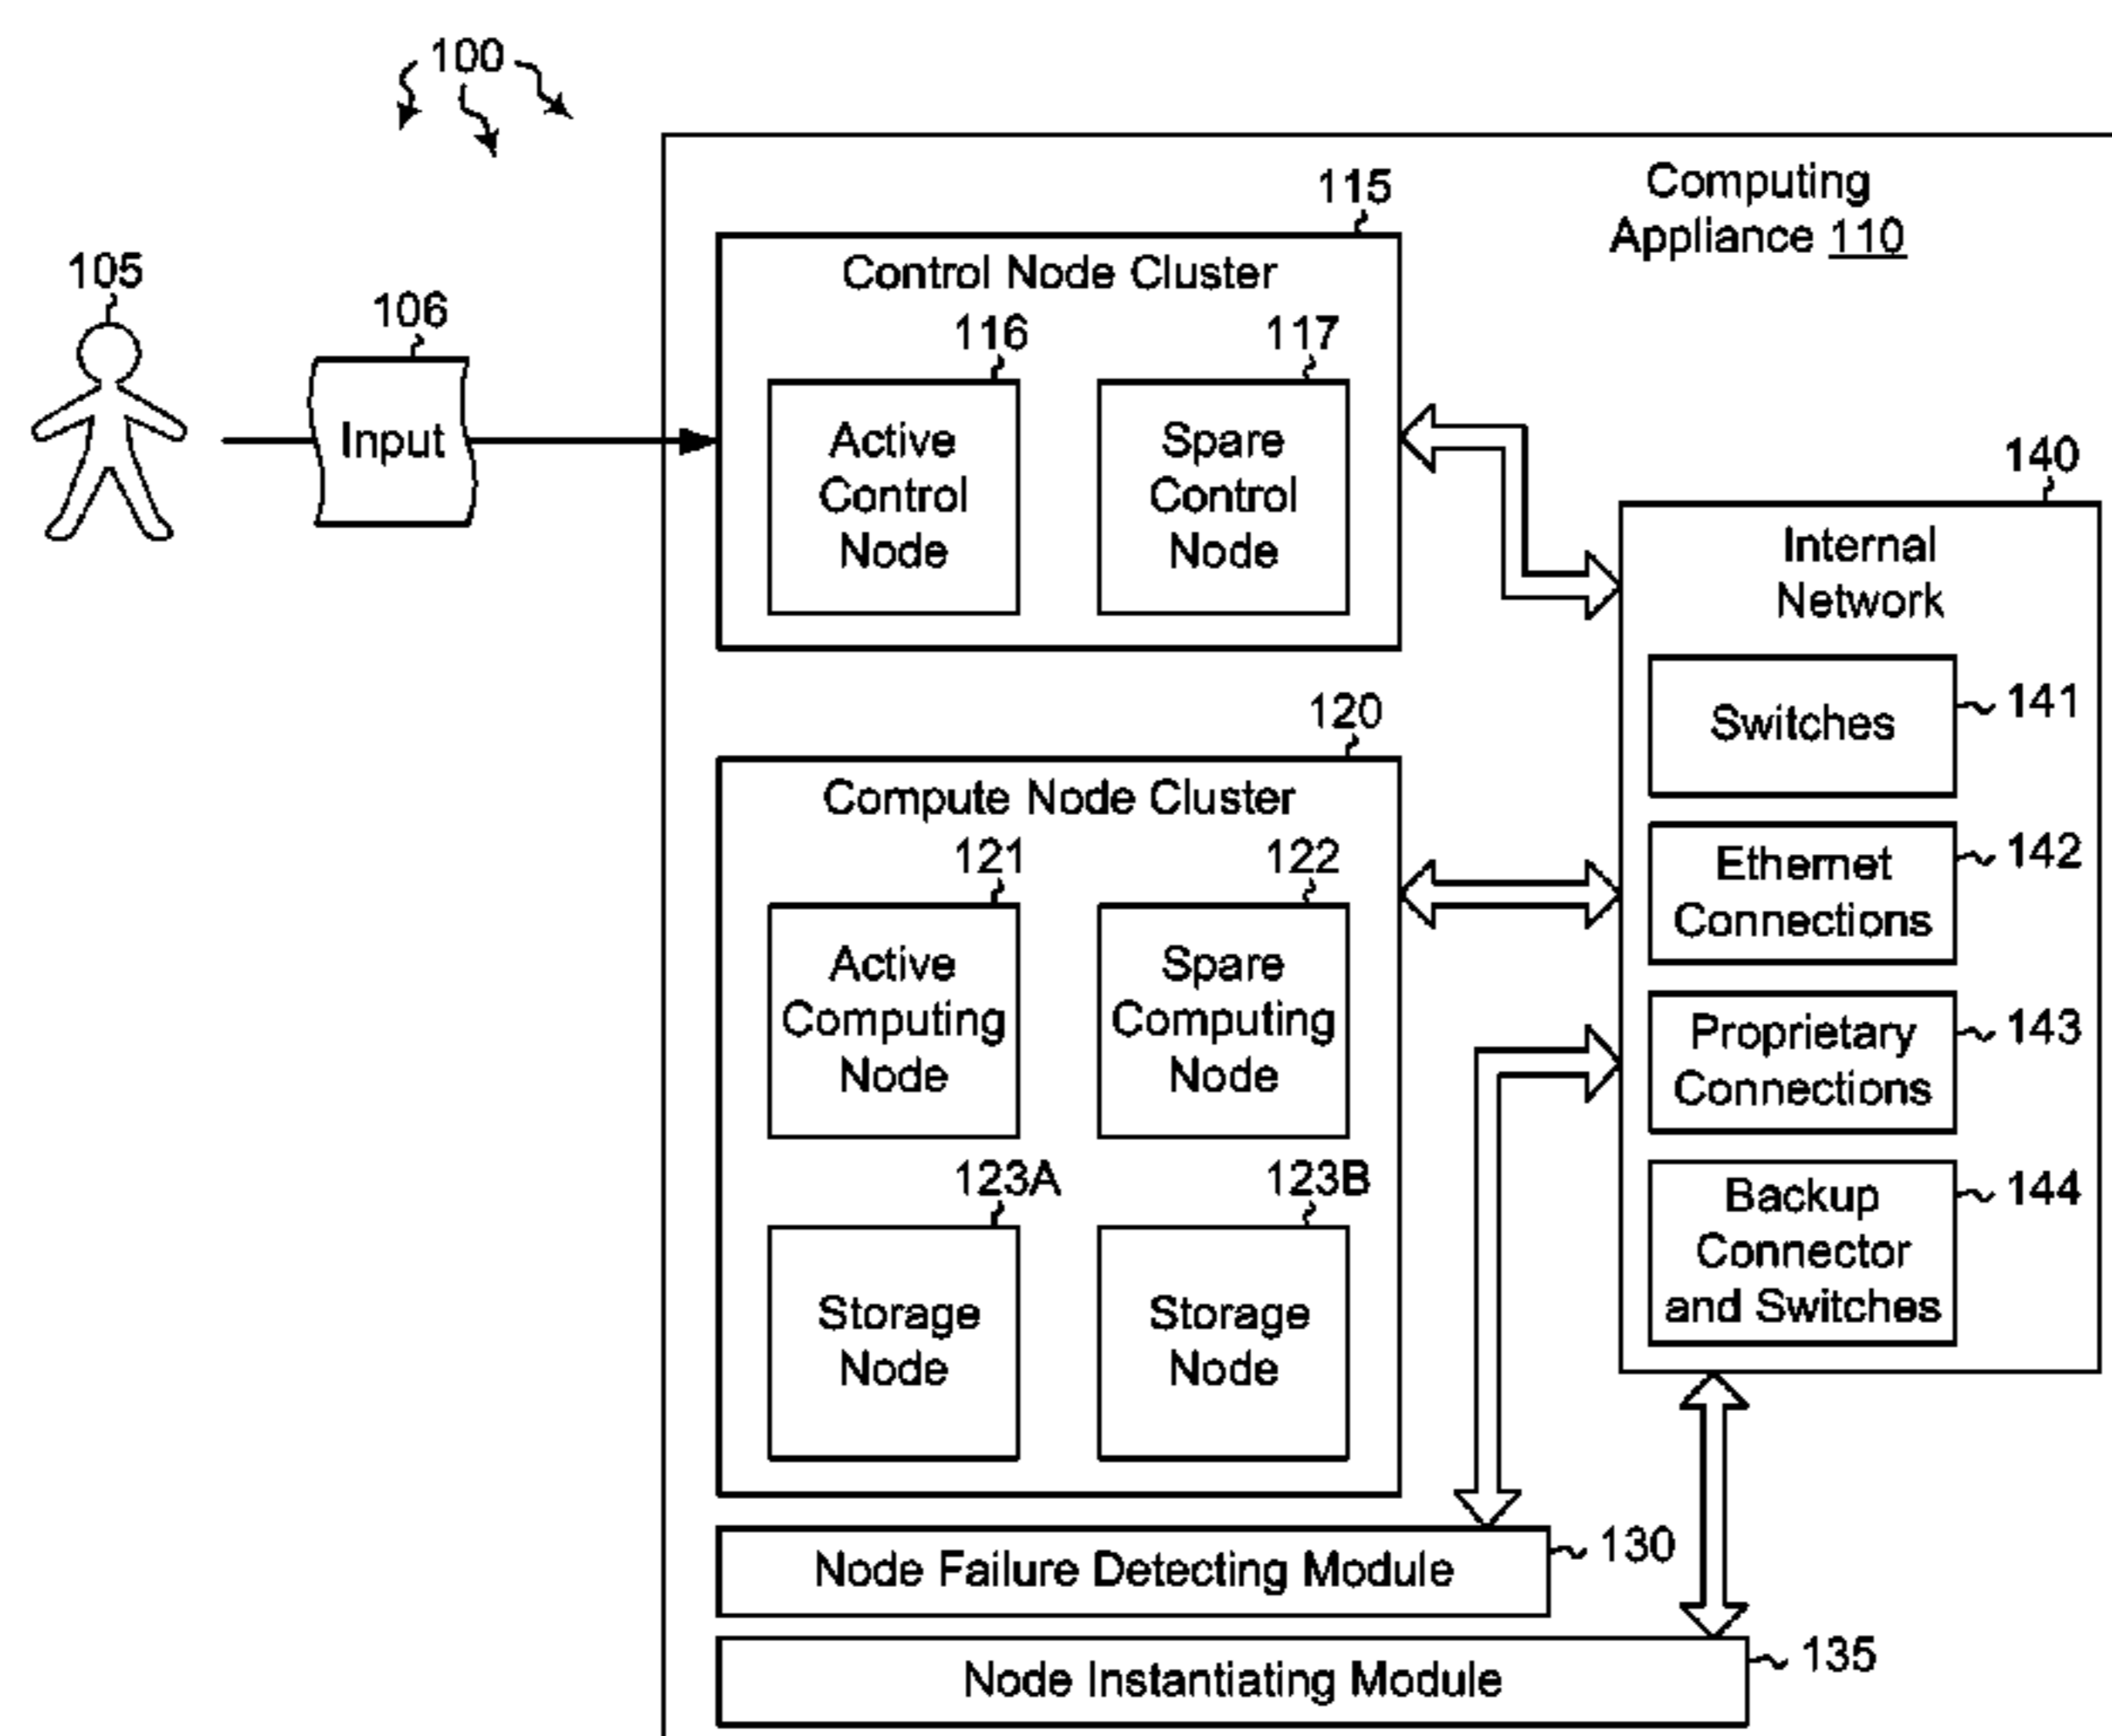 100
Computing
Appliance 110
105
106
Input
115
Control Node Cluster
116
117
Active
Control
Node
Spare
Control
Node
140
Internal
Network
Switches
141
Ethernet
Connections
142
Proprietary
Connections
143
Backup
Connector
and Switches
144
120
Compute Node Cluster
121
122
Active
Computing
Node
Spare
Computing
Node
123A
123B
Storage
Node
Storage
Node
Node Failure Detecting Module
130
Node Instantiating Module
135